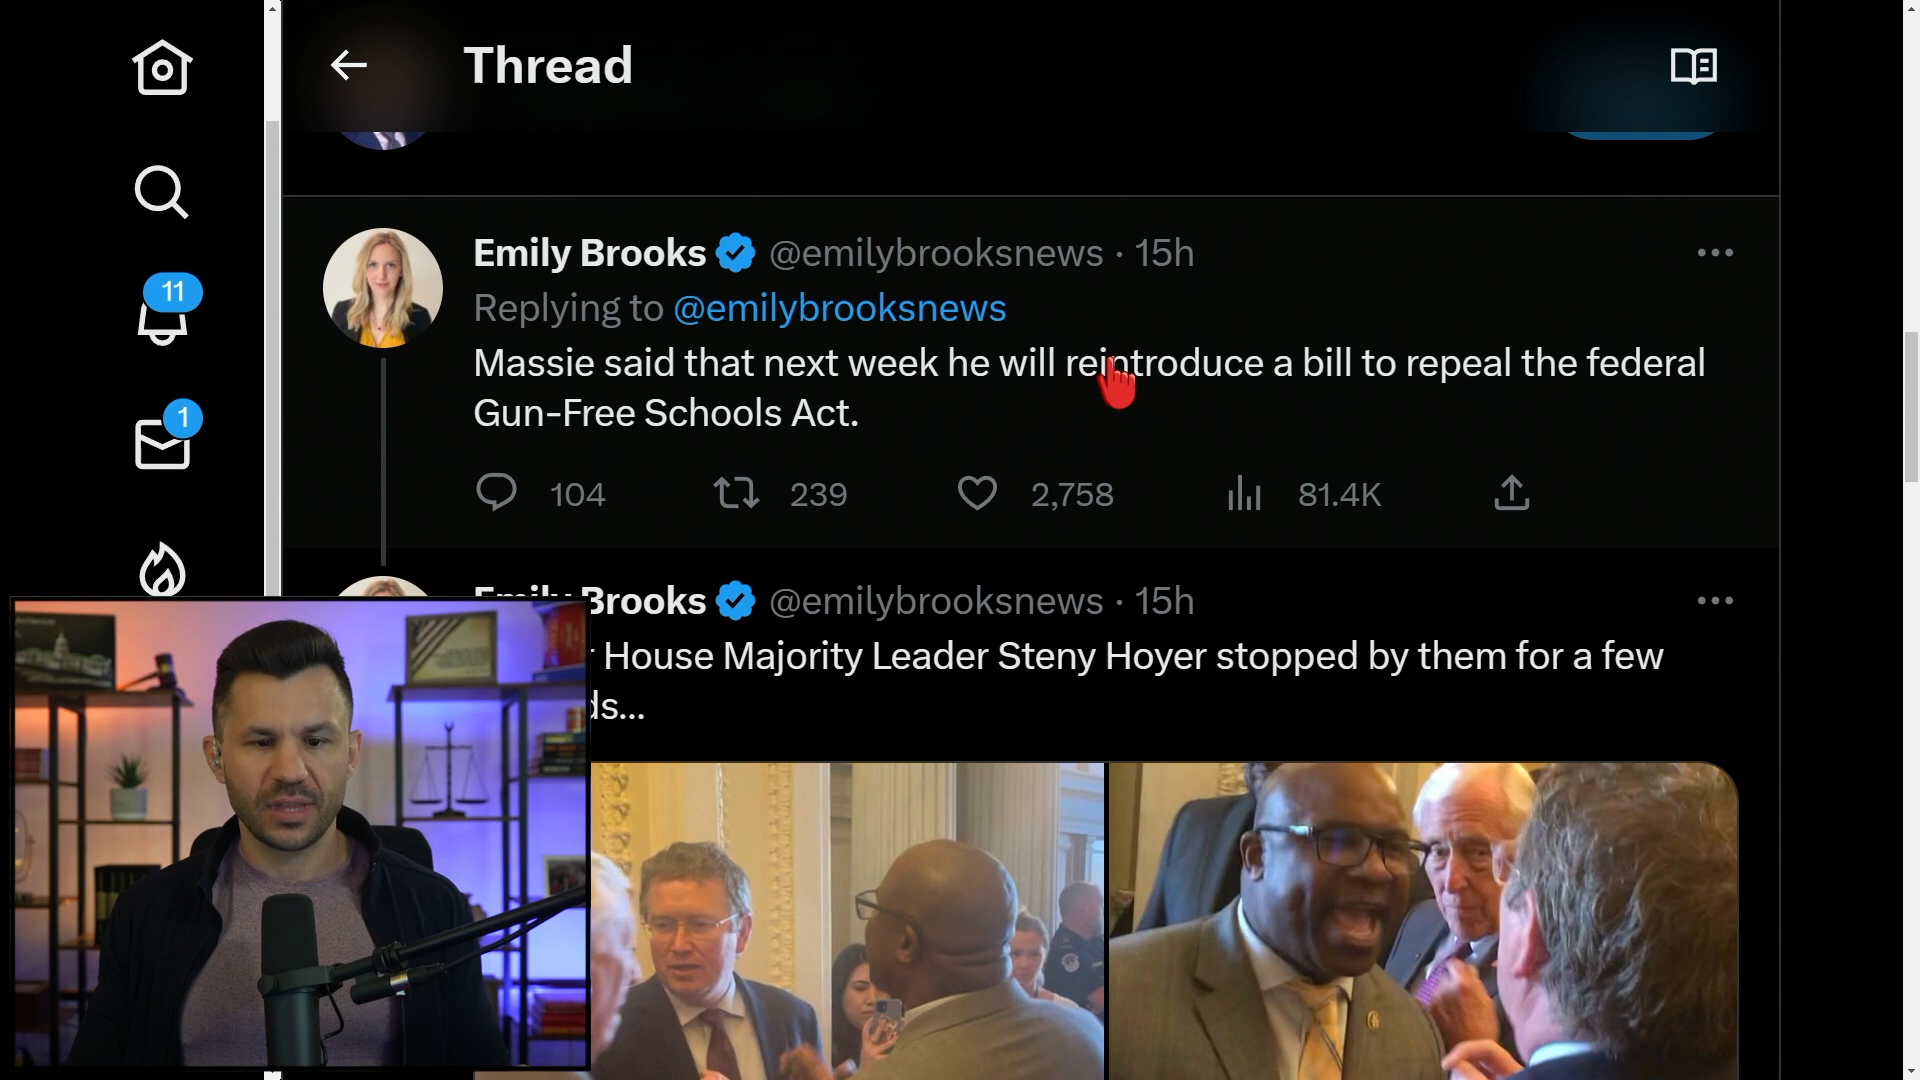 Thread
Emily Brooks @emilybrooksnews · 15h
Replying to @emilybrooksnews
Massie said that next week he will reintroduce a bill to repeal the federal
Gun-Free Schools Act.
104 239 2,758 81.4K
11
1
Brooks @emilybrooksnews · 15h
House Majority Leader Steny Hoyer stopped by them for a few
ds...